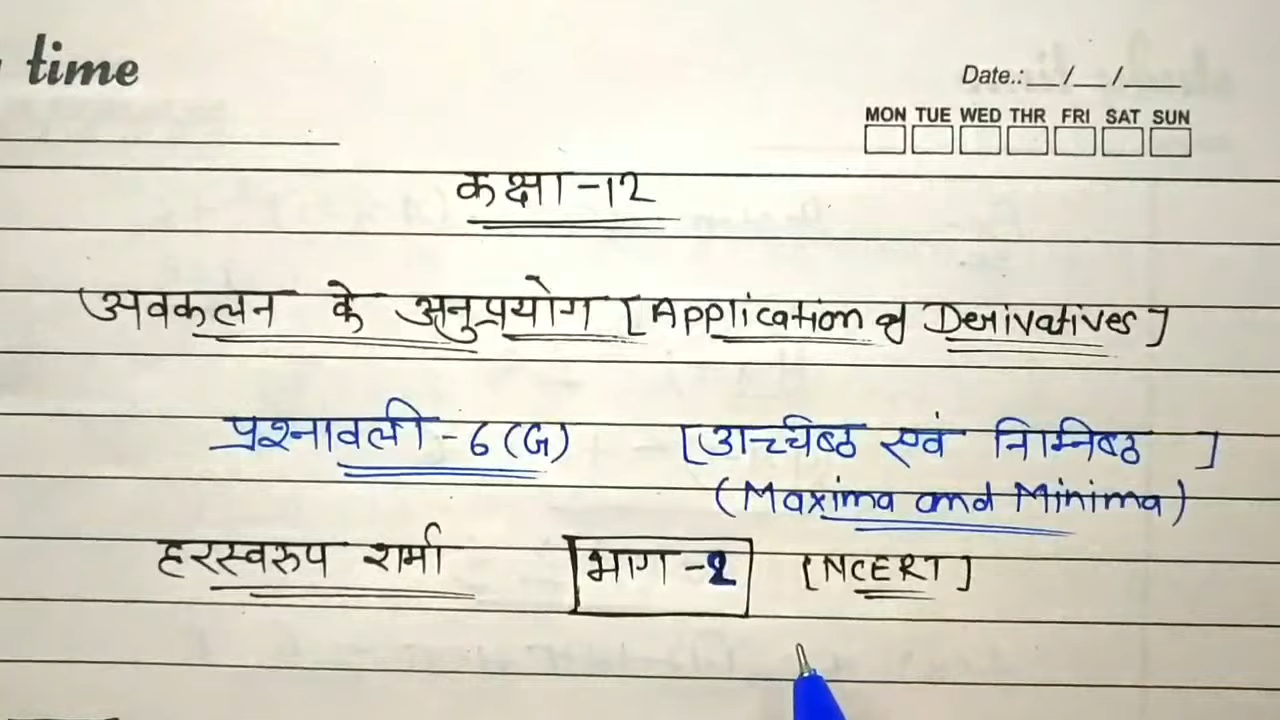 time
Date.:__/__/___
MON TUE WED THR FRI SAT SUN
कक्षा-12
अवकलन के अनुप्रयोग [Application of Derivatives]
प्रश्नावली-6(G) [उच्चिष्ठ एवं निम्निष्ठ]
(Maxima and Minima)
हरस्वरुप शर्मा भाग-2 [NCERT]